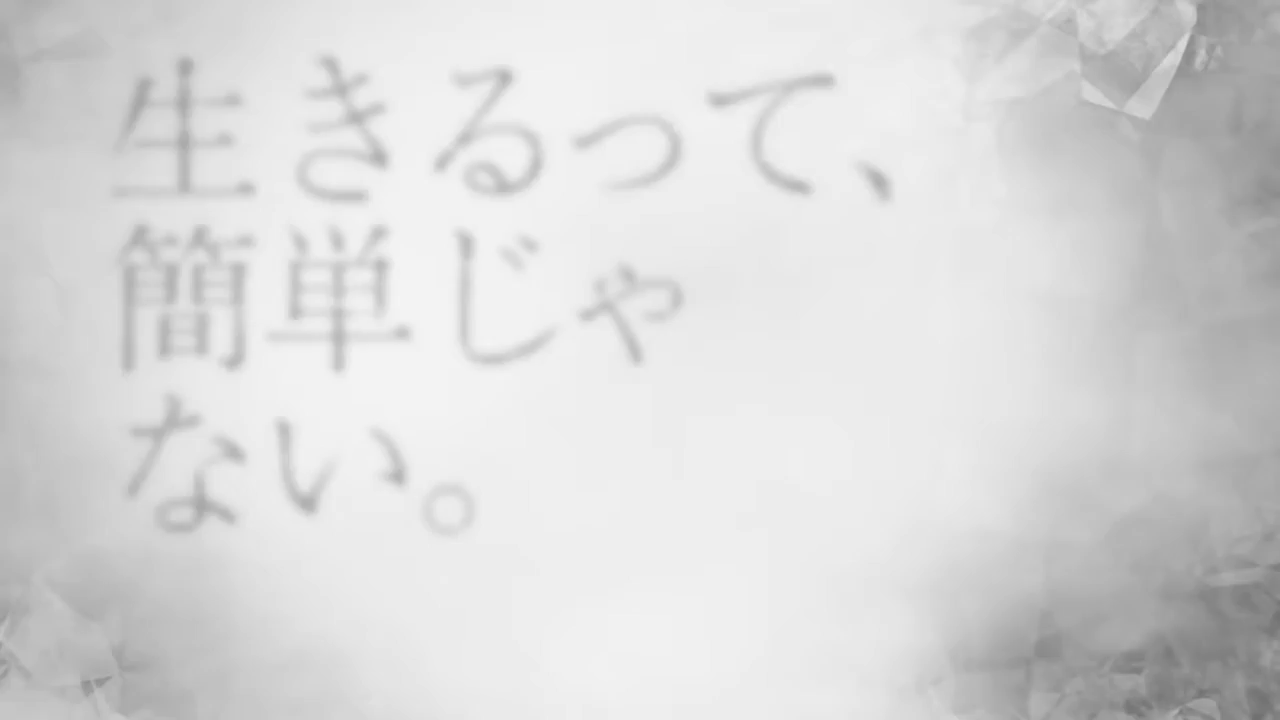 生きるって、
簡単じゃ
ない。